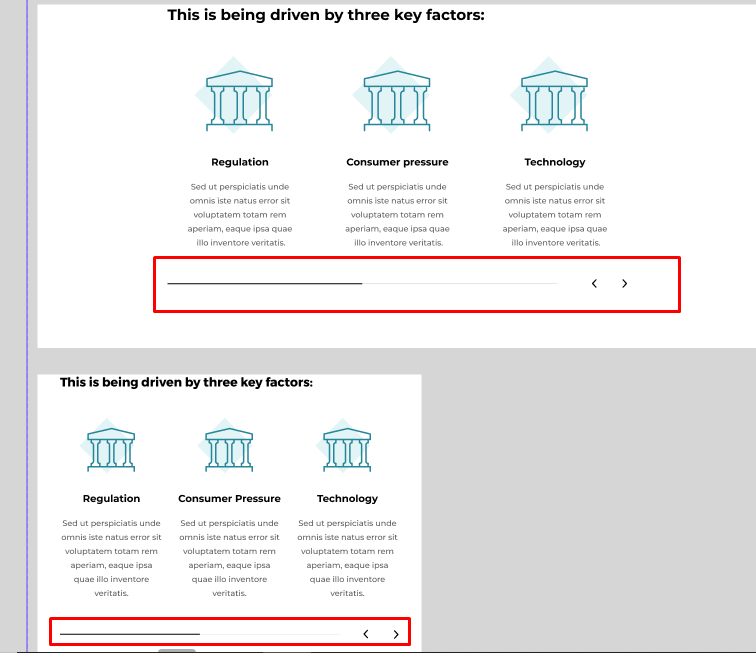 This is being driven by three key factors:
Regulation
Consumer pressure
Technology
Sed ut perspiciatis unde
omnis iste natus error sit
voluptatem totam rem
aperiam, eaque ipsa quae
illo inventore veritatis.
Sed ut perspiciatis unde
omnis iste natus error sit
voluptatem totam rem
aperiam, eaque ipsa quae
illo inventore veritatis.
Sed ut perspiciatis unde
omnis iste natus error sit
voluptatem totam rem
aperiam, eaque ipsa quae
illo inventore veritatis.
This is being driven by three key factors:
Regulation
Consumer Pressure
Technology
Sed ut perspiciatis unde
omnis iste natus error sit
voluptatem totam rem
aperiam, eaque ipsa
quae illo inventore
veritatis.
Sed ut perspiciatis unde
omnis iste natus error sit
voluptatem totam rem
aperiam, eaque ipsa
quae illo inventore
veritatis.
Sed ut perspiciatis unde
omnis iste natus error sit
voluptatem totam rem
aperiam, eaque ipsa
quae illo inventore
veritatis.